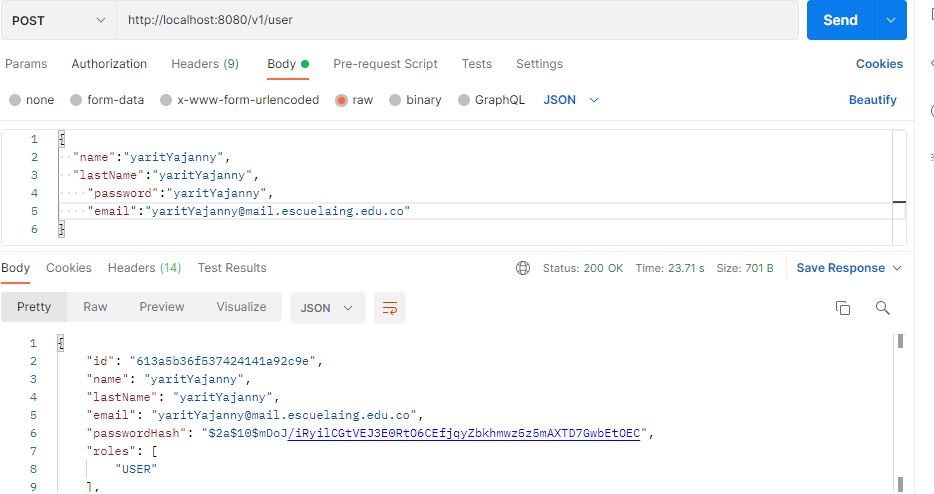 POST http://localhost:8080/v1/user Send
Params Authorization Headers (9) Body Pre-request Script Tests Settings Cookies
none form-data x-www-form-urlencoded raw binary GraphQL JSON Beautify
1 {
2 "name":"yaritYajanny",
3 "lastName":"yaritYajanny",
4 "password":"yaritYajanny",
5 "email":"yaritYajanny@mail.escuelaing.edu.co"
6 }
Body Cookies Headers (14) Test Results Status: 200 OK Time: 23.71 s Size: 701 B Save Response
Pretty Raw Preview Visualize JSON
1 {
2 "id": "613a5b36f537424141a92c9e",
3 "name": "yaritYajanny",
4 "lastName": "yaritYajanny",
5 "email": "yaritYajanny@mail.escuelaing.edu.co",
6 "passwordHash": "$2a$10$mDoJ/iRyilCGtVEJ3E0RtO6CEfjqyZbkhmwz5z5mAXTD7GwbEtOEC",
7 "roles": [
8 "USER"
9 ],